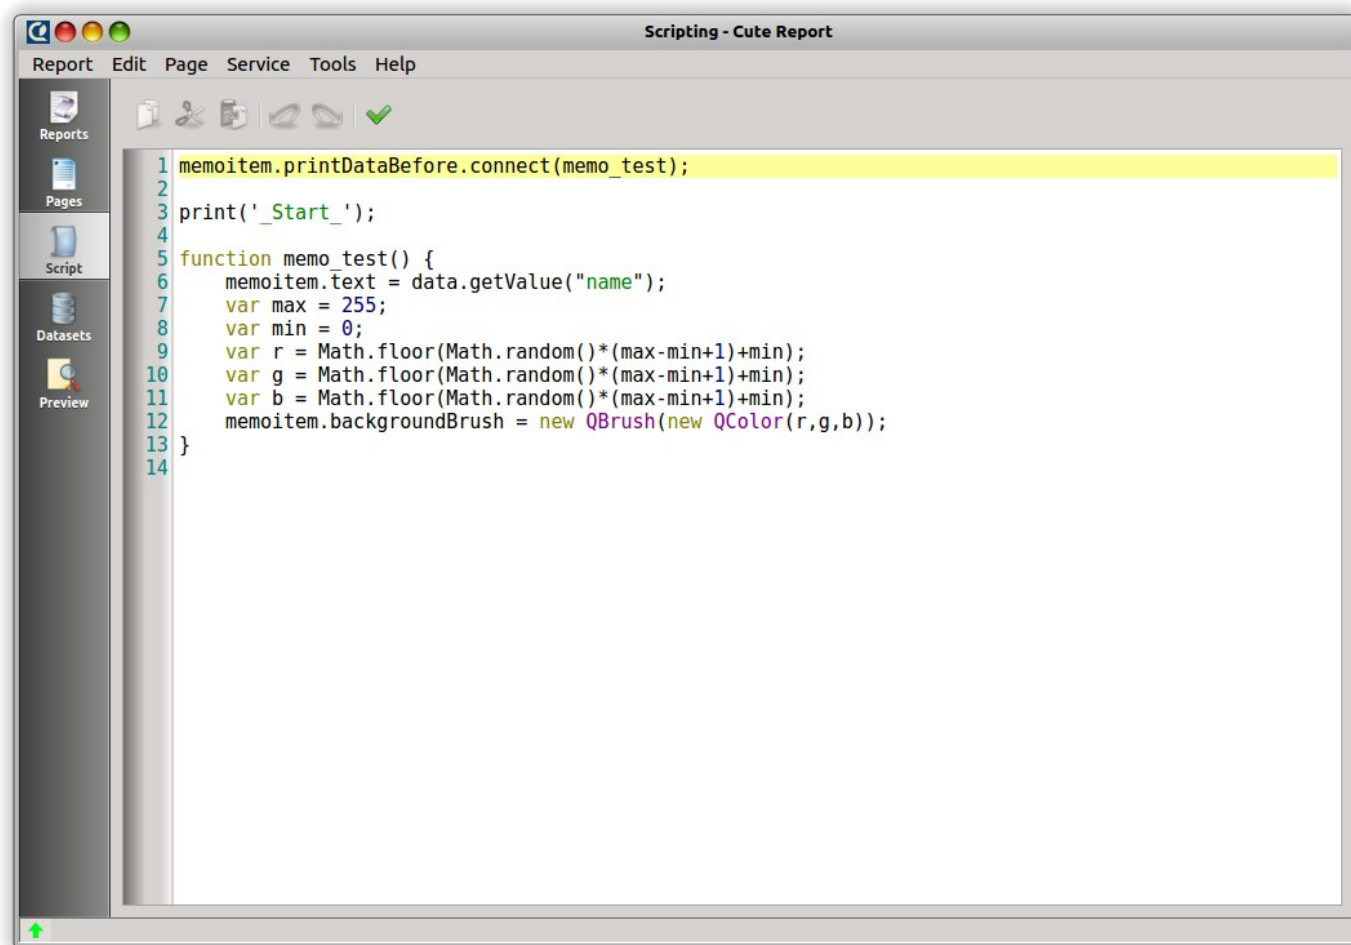 Scripting - Cute Report
Report Edit Page Service Tools Help
Reports
Pages
Script
Datasets
Preview
1 memoitem.printDataBefore.connect(memo_test);
2
3 print('_Start_');
4
5 function memo_test() {
6     memoitem.text = data.getValue("name");
7     var max = 255;
8     var min = 0;
9     var r = Math.floor(Math.random()*(max-min+1)+min);
10     var g = Math.floor(Math.random()*(max-min+1)+min);
11     var b = Math.floor(Math.random()*(max-min+1)+min);
12     memoitem.backgroundBrush = new QBrush(new QColor(r,g,b));
13 }
14